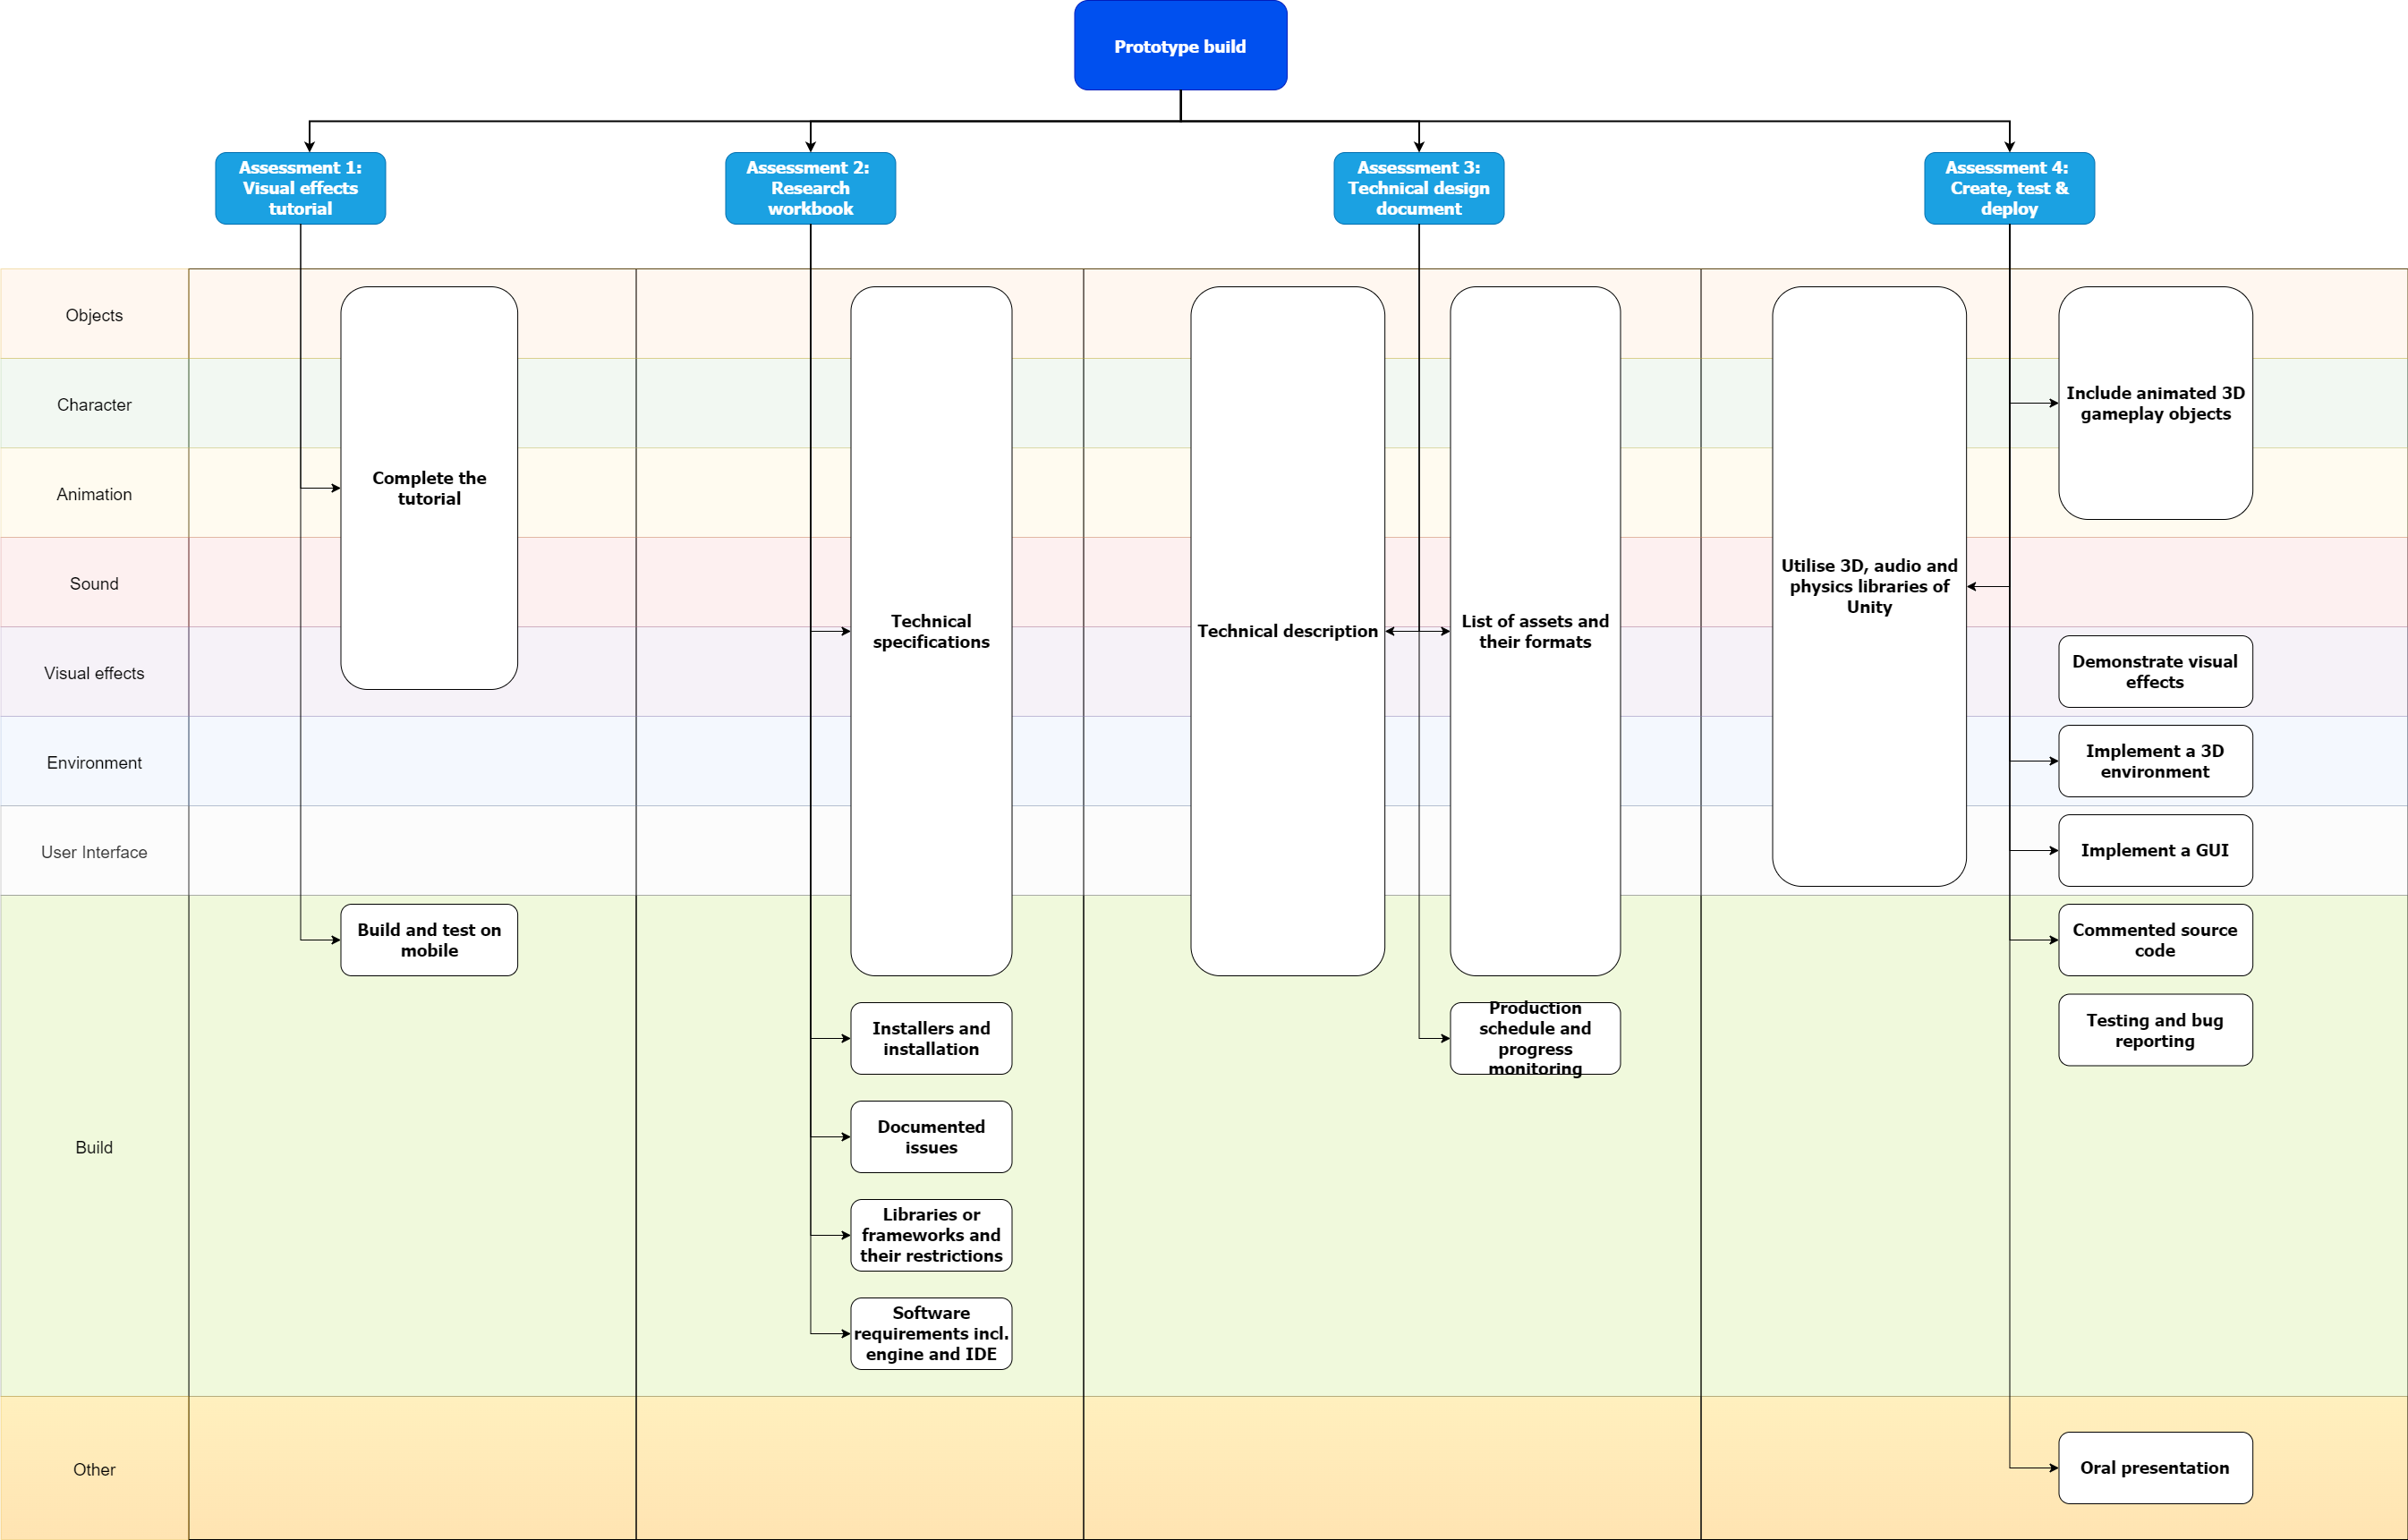 Prototype build
Assessment 1:
Visual effects
tutorial
Assessment 2:
Research
workbook
Assessment 3:
Technical design
document
Assessment 4:
Create, test &
deploy
Objects
Character
Include animated 3D
gameplay objects
Animation
Complete the
tutorial
Sound
Utilise 3D, audio and
physics libraries of
Unity
Technical
specifications
Technical description
List of assets and
their formats
Visual effects
Demonstrate visual
effects
Environment
Implement a 3D
environment
User Interface
Implement a GUI
Build and test on
mobile
Commented source
code
Installers and
installation
Production
schedule and
progress
monitoring
Testing and bug
reporting
Build
Documented
issues
Libraries or
frameworks and
their restrictions
Software
requirements incl.
engine and IDE
Other
Oral presentation